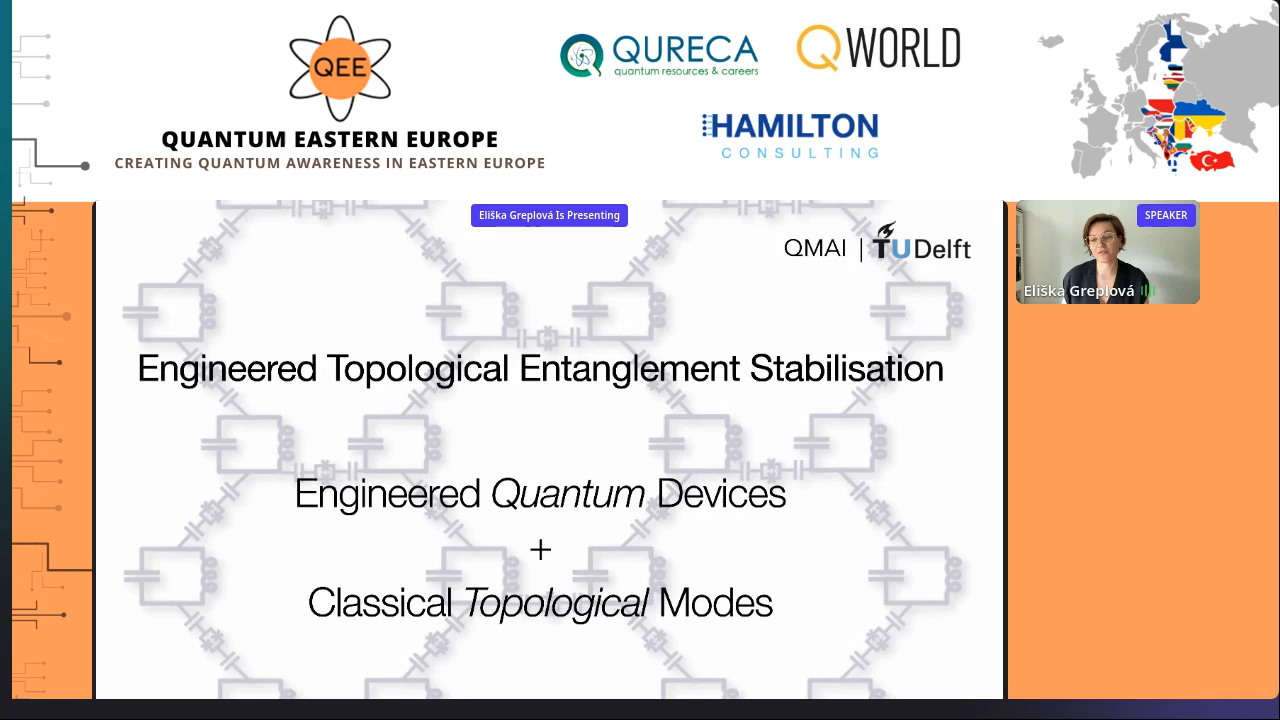 QEE
QUANTUM EASTERN EUROPE
CREATING QUANTUM AWARENESS IN EASTERN EUROPE
QURECA
quantum resources & careers
QWORLD
HAMILTON
CONSULTING
Eliška Greplová Is Presenting
SPEAKER
Eliška Greplová
QMAI | TU Delft
Engineered Topological Entanglement Stabilisation
Engineered Quantum Devices
+
Classical Topological Modes